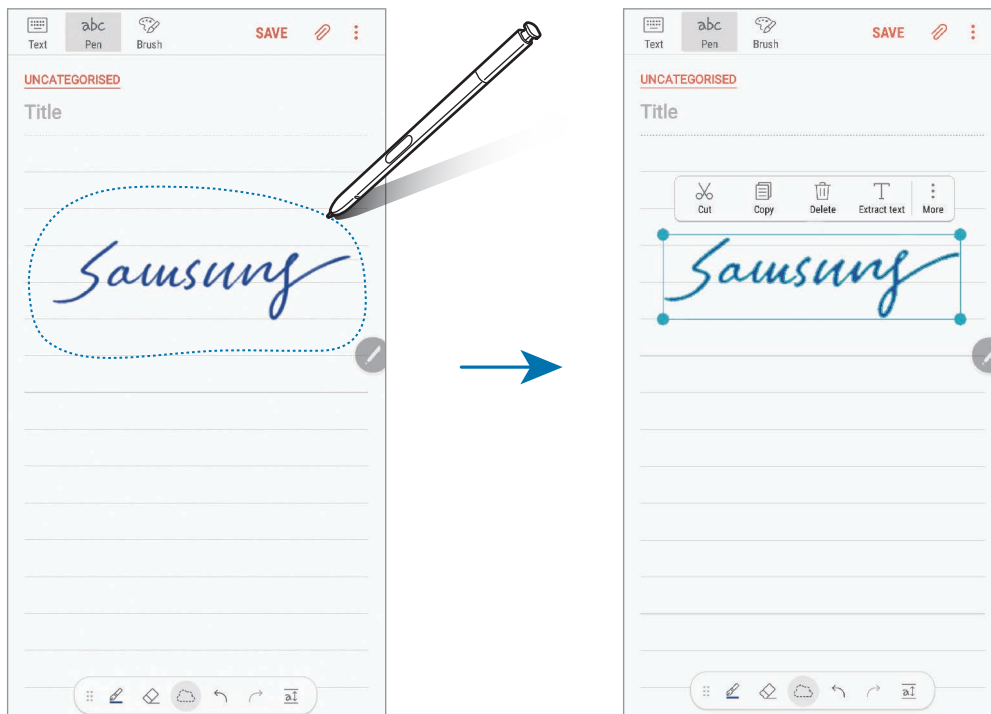 Text
abc
Pen
Brush
SAVE
UNCATEGORISED
Title
Samsung
a
Text
abc
Pen
Brush
SAVE
UNCATEGORISED
Title
Cut
Copy
Delete
Extract text
More
Samsung
a